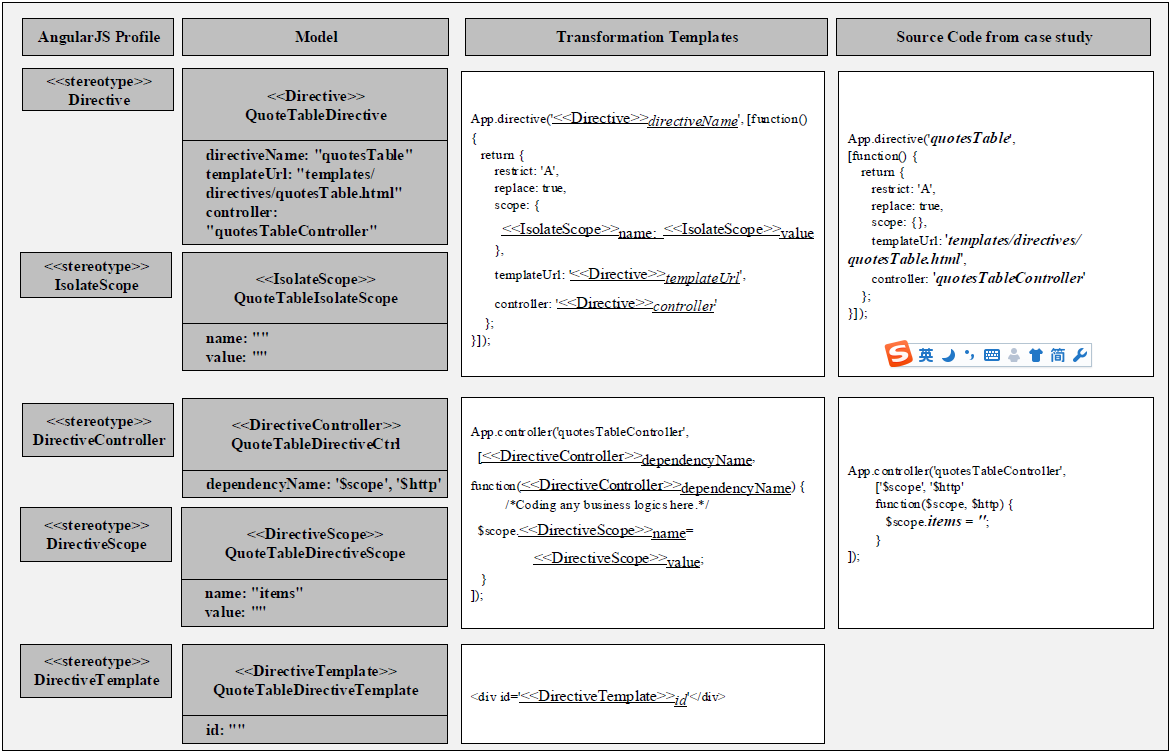 AngularJS Profile
Model
Transformation Templates
Source Code from case study
<<stereotype>>
Directive
<<Directive>>
QuoteTableDirective
directiveName: "quotesTable"
templateUrl: "templates/
directives/quotesTable.html"
controller:
"quotesTableController"
App.directive('<<Directive>>directiveName', [function()
{
return {
restrict: 'A',
replace: true,
scope: {
<<IsolateScope>>name: <<IsolateScope>>value
},
templateUrl: '<<Directive>>templateUrl',
controller: '<<Directive>>controller'
};
}]);
App.directive('quotesTable',
[function() {
return {
restrict: 'A',
replace: true,
scope: {},
templateUrl: 'templates/directives/
quotesTable.html',
controller: 'quotesTableController'
};
}]);
S英简
<<stereotype>>
IsolateScope
<<IsolateScope>>
QuoteTableIsolateScope
name: ""
value: ""
<<stereotype>>
DirectiveController
<<DirectiveController>>
QuoteTableDirectiveCtrl
dependencyName: '$scope', '$http'
App.controller('quotesTableController',
[<<DirectiveController>>dependencyName,
function(<<DirectiveController>>dependencyName) {
/*Coding any business logics here.*/
$scope.<<DirectiveScope>>name=
<<DirectiveScope>>value;
}
]);
App.controller('quotesTableController',
['$scope', '$http'
function($scope, $http) {
$scope.items = '';
}
]);
<<stereotype>>
DirectiveScope
<<DirectiveScope>>
QuoteTableDirectiveScope
name: "items"
value: ""
<<stereotype>>
DirectiveTemplate
<<DirectiveTemplate>>
QuoteTableDirectiveTemplate
id: ""
<div id='<<DirectiveTemplate>>id'</div>